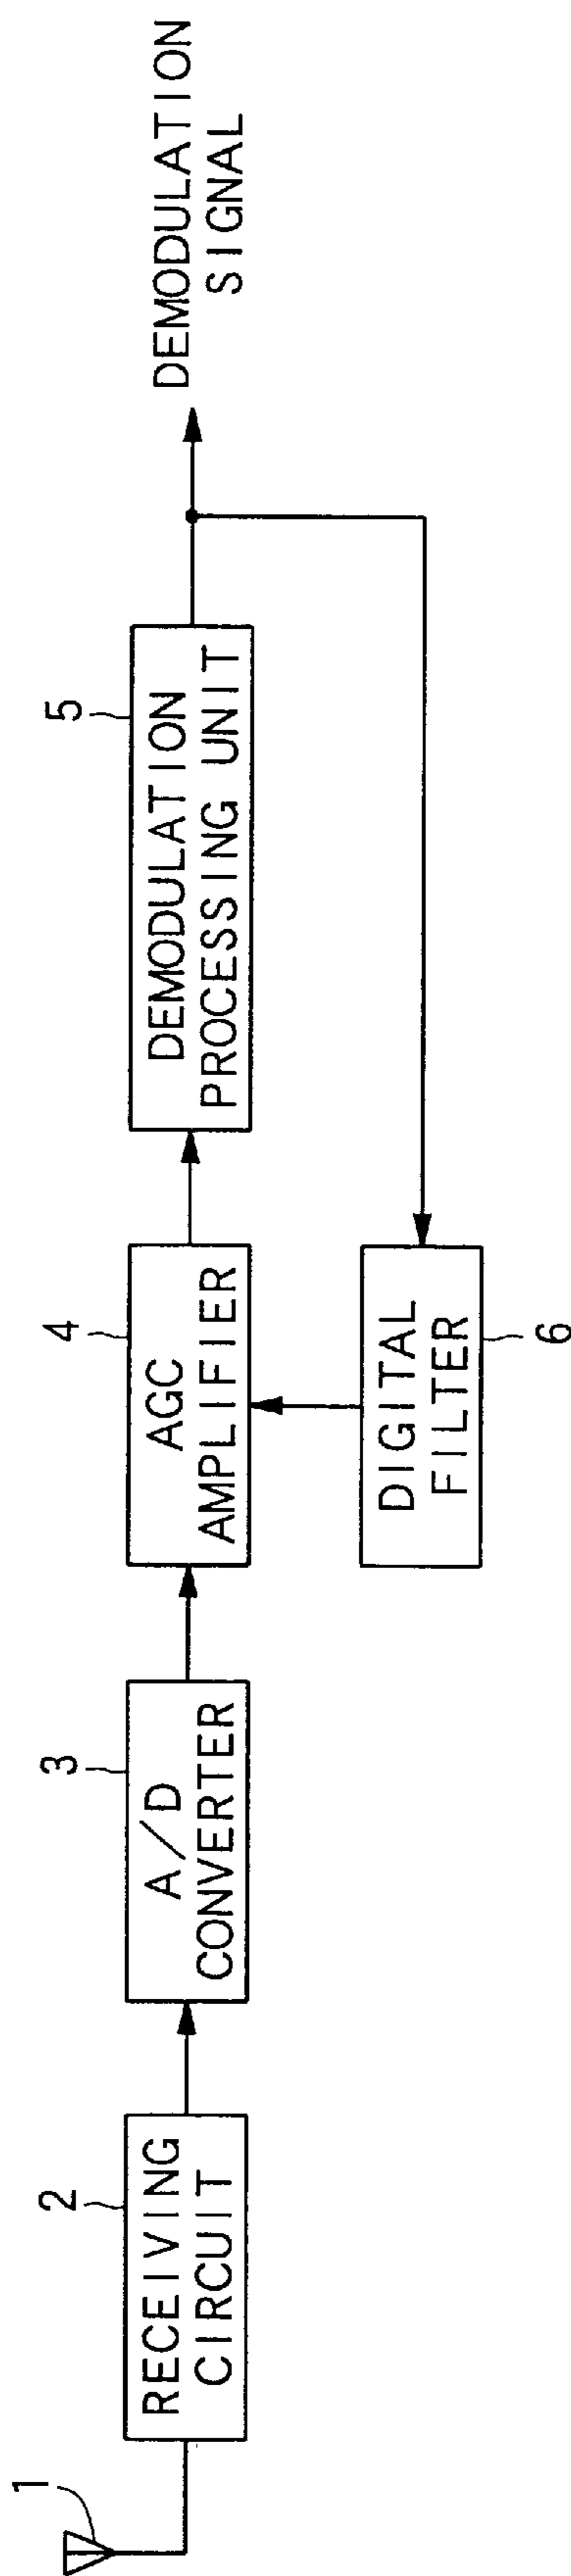 1
2
RECEIVING
CIRCUIT
3
A/D
CONVERTER
4
AGC
AMPLIFIER
5
DEMODULATION
PROCESSING UNIT
DEMODULATION
SIGNAL
DIGITAL
FILTER
6